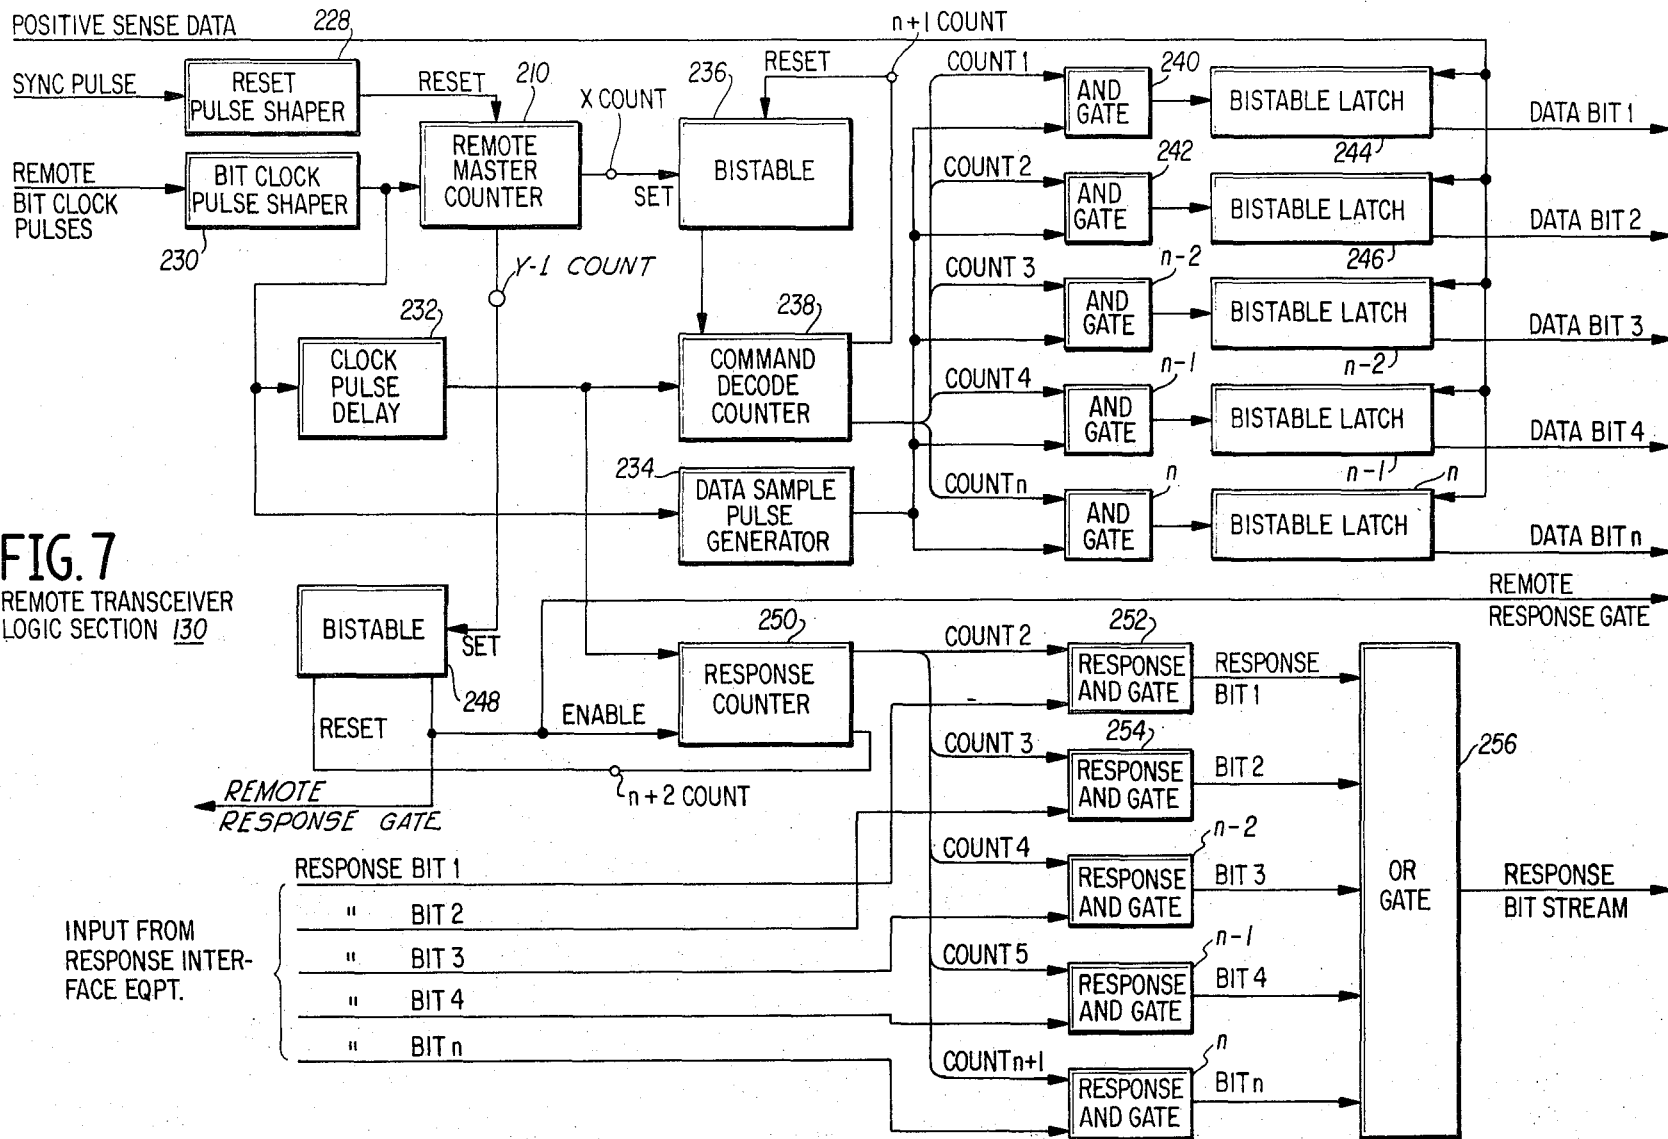 POSITIVE SENSE DATA
228
n+1 COUNT
SYNC PULSE
RESET
PULSE SHAPER
RESET
210
X COUNT
236
RESET
COUNT 1
AND
GATE
240
BISTABLE LATCH
244
DATA BIT 1
REMOTE
BIT CLOCK
PULSES
BIT CLOCK
PULSE SHAPER
230
REMOTE
MASTER
COUNTER
SET
BISTABLE
COUNT 2
AND
GATE
242
BISTABLE LATCH
246
DATA BIT 2
Y-1 COUNT
232
CLOCK
PULSE
DELAY
238
COMMAND
DECODE
COUNTER
COUNT 3
AND
GATE
n-2
BISTABLE LATCH
n-2
DATA BIT 3
COUNT 4
AND
GATE
n-1
BISTABLE LATCH
n-1
DATA BIT 4
234
DATA SAMPLE
PULSE
GENERATOR
COUNT n
AND
GATE
n
BISTABLE LATCH
n
DATA BIT n
FIG. 7
REMOTE TRANSCEIVER
LOGIC SECTION 130
BISTABLE
SET
248
RESET
ENABLE
250
RESPONSE
COUNTER
n+2 COUNT
REMOTE
RESPONSE GATE
REMOTE
RESPONSE GATE
COUNT 2
252
RESPONSE
AND GATE
RESPONSE
BIT 1
COUNT 3
254
RESPONSE
AND GATE
BIT 2
COUNT 4
n-2
RESPONSE
AND GATE
BIT 3
COUNT 5
n-1
RESPONSE
AND GATE
BIT 4
COUNT n+1
n
RESPONSE
AND GATE
BIT n
256
OR
GATE
RESPONSE
BIT STREAM
INPUT FROM
RESPONSE INTER-
FACE EQPT.
RESPONSE BIT 1
" BIT 2
" BIT 3
" BIT 4
" BIT n